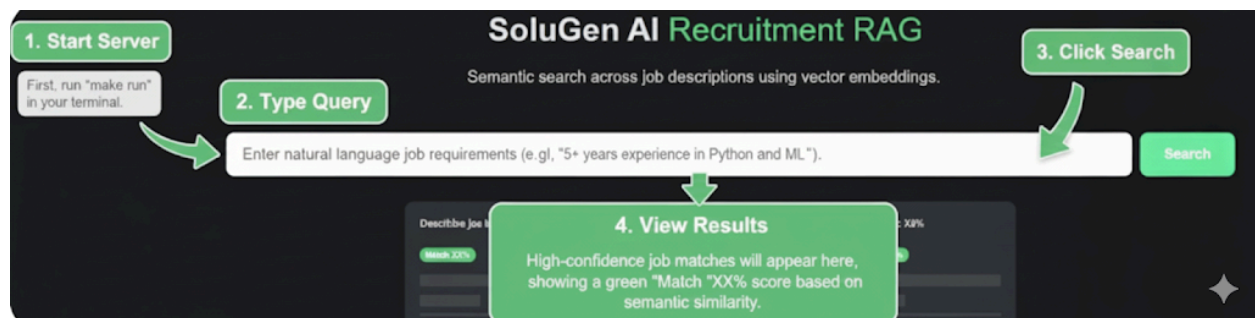 SoluGen AI Recruitment RAG
Semantic search across job descriptions using vector embeddings.
1. Start Server
First, run "make run"
in your terminal.
2. Type Query
3. Click Search
Enter natural language job requirements (e.gl, "5+ years experience in Python and ML").
Search
4. View Results
High-confidence job matches will appear here,
showing a green "Match "XX% score based on
semantic similarity.
Match XX%